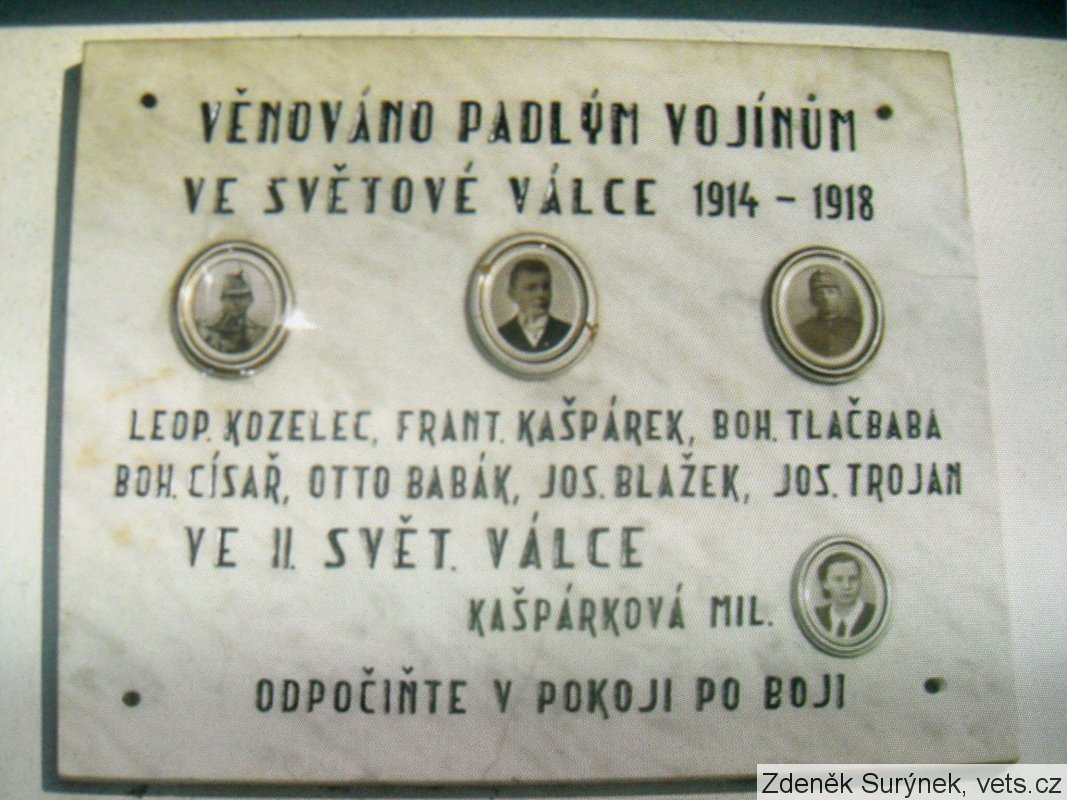 VĚNOVÁNO PADLÝM VOJÍNŮM
VE SVĚTOVÉ VÁLCE 1914 - 1918
LEOP. KOZELEC, FRANT. KAŠPÁREK, BOH. TLAČBABA
BOH. CÍSAŘ, OTTO BABÁK, JOS. BLAŽEK, JOS. TROJAN
VE II. SVĚT. VÁLCE
KAŠPÁRKOVÁ MIL.
ODPOČIŇTE V POKOJI PO BOJI
Zdeněk Surýnek, vets.cz